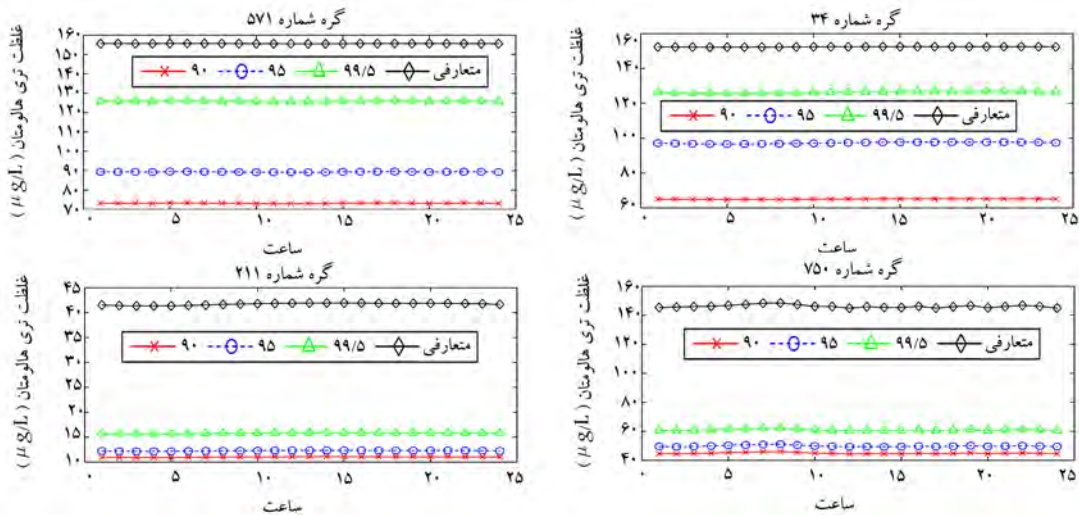 گره شماره ۵۷۱
غلظت تری هالومتان ( μg/L )
۱۶۰
۱۵۰
۱۴۰
۱۳۰
۱۲۰
۱۱۰
۱۰۰
۹۰
۸۰
۷۰
۹۰ ۹۵ ۹۹/۵ متعارفی
۰ ۵ ۱۰ ۱۵ ۲۰ ۲۵
ساعت
گره شماره ۳۴
غلظت تری هالومتان ( μg/L )
۱۶۰
۱۴۰
۱۲۰
۱۰۰
۸۰
۶۰
۹۰ ۹۵ ۹۹/۵ متعارفی
۰ ۵ ۱۰ ۱۵ ۲۰ ۲۵
ساعت
گره شماره ۲۱۱
غلظت تری هالومتان ( μg/L )
۴۵
۴۰
۳۵
۳۰
۲۵
۲۰
۱۵
۱۰
۹۰ ۹۵ ۹۹/۵ متعارفی
۰ ۵ ۱۰ ۱۵ ۲۰ ۲۵
ساعت
گره شماره ۷۵۰
غلظت تری هالومتان ( μg/L )
۱۶۰
۱۴۰
۱۲۰
۱۰۰
۸۰
۶۰
۴۰
۹۰ ۹۵ ۹۹/۵ متعارفی
۰ ۵ ۱۰ ۱۵ ۲۰ ۲۵
ساعت